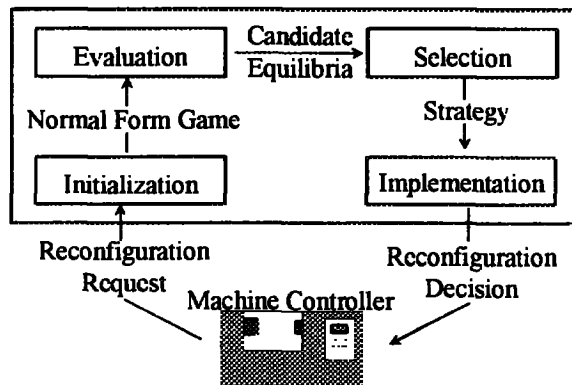 Evaluation
Candidate
Equilibria
Selection
Normal Form Game
Strategy
Initialization
Implementation
Reconfiguration
Request
Reconfiguration
Decision
Machine Controller